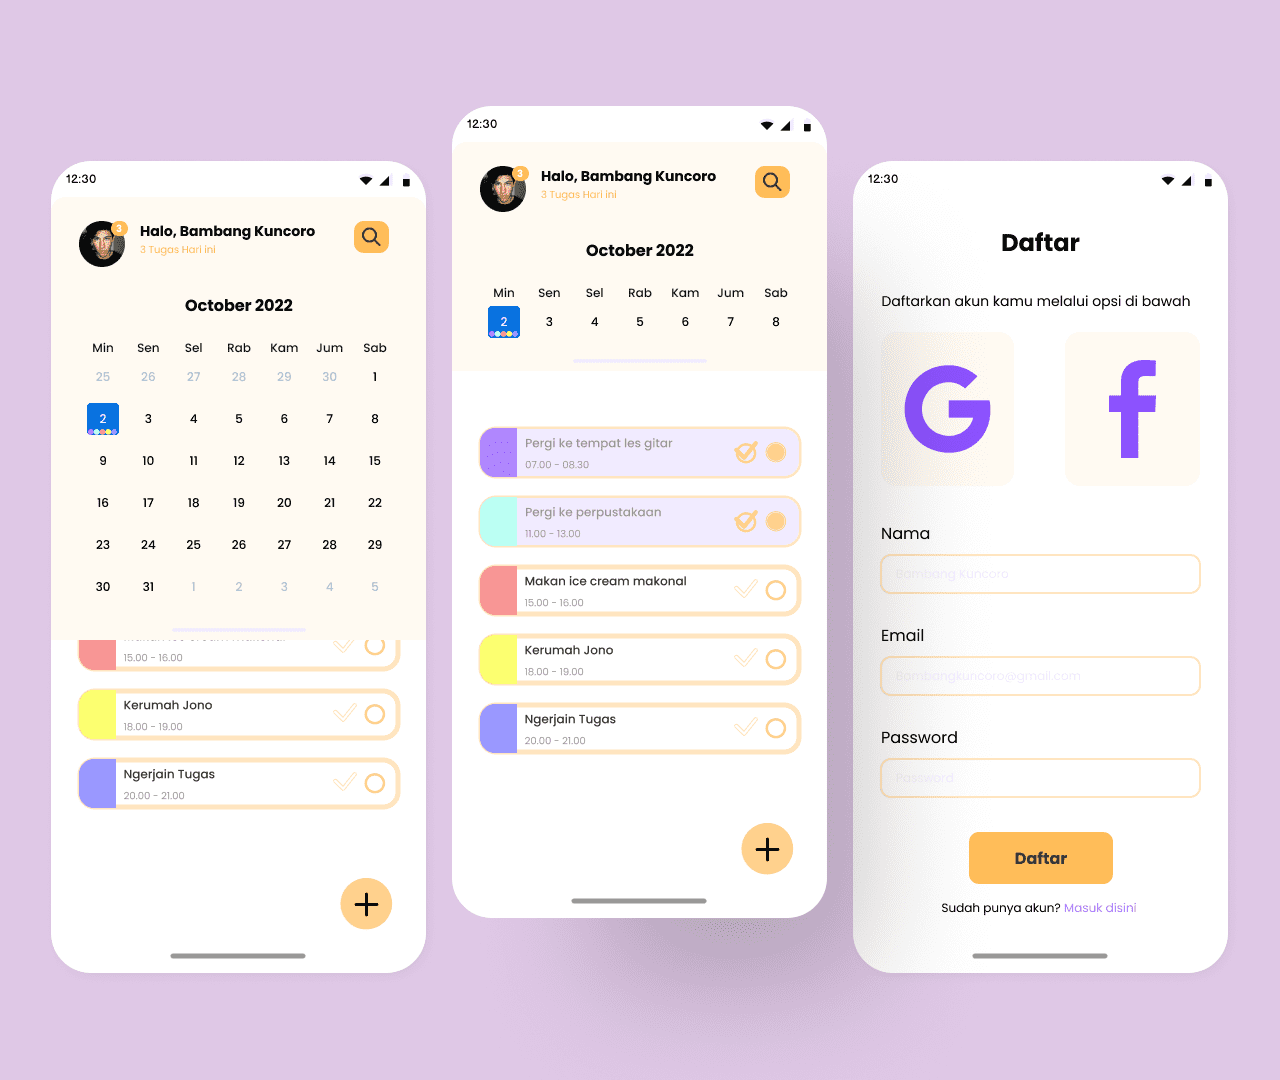 12:30
3
Halo, Bambang Kuncoro
3 Tugas Hari ini
October 2022
Min Sen Sel Rab Kam Jum Sab
25 26 27 28 29 30 1
2 3 4 5 6 7 8
9 10 11 12 13 14 15
16 17 18 19 20 21 22
23 24 25 26 27 28 29
30 31 1 2 3 4 5
Makan ice cream makonal
15.00 - 16.00
Kerumah Jono
18.00 - 19.00
Ngerjain Tugas
20.00 - 21.00
12:30
3
Halo, Bambang Kuncoro
3 Tugas Hari ini
October 2022
Min Sen Sel Rab Kam Jum Sab
2 3 4 5 6 7 8
Pergi ke tempat les gitar
07.00 - 08.30
Pergi ke perpustakaan
11.00 - 13.00
Makan ice cream makonal
15.00 - 16.00
Kerumah Jono
18.00 - 19.00
Ngerjain Tugas
20.00 - 21.00
12:30
Daftar
Daftarkan akun kamu melalui opsi di bawah
Nama
Bambang Kuncoro
Email
Bambangkuncoro@gmail.com
Password
Password
Daftar
Sudah punya akun? Masuk disini